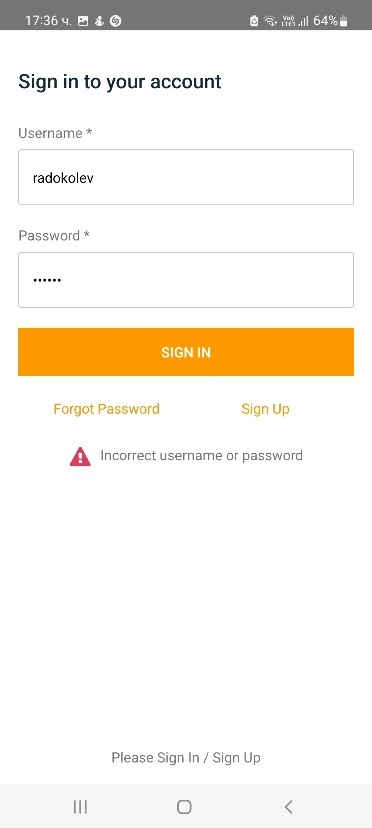 17:36 ч. 64%
Sign in to your account
Username *
radokolev
Password *
••••••
SIGN IN
Forgot Password Sign Up
Incorrect username or password
Please Sign In / Sign Up